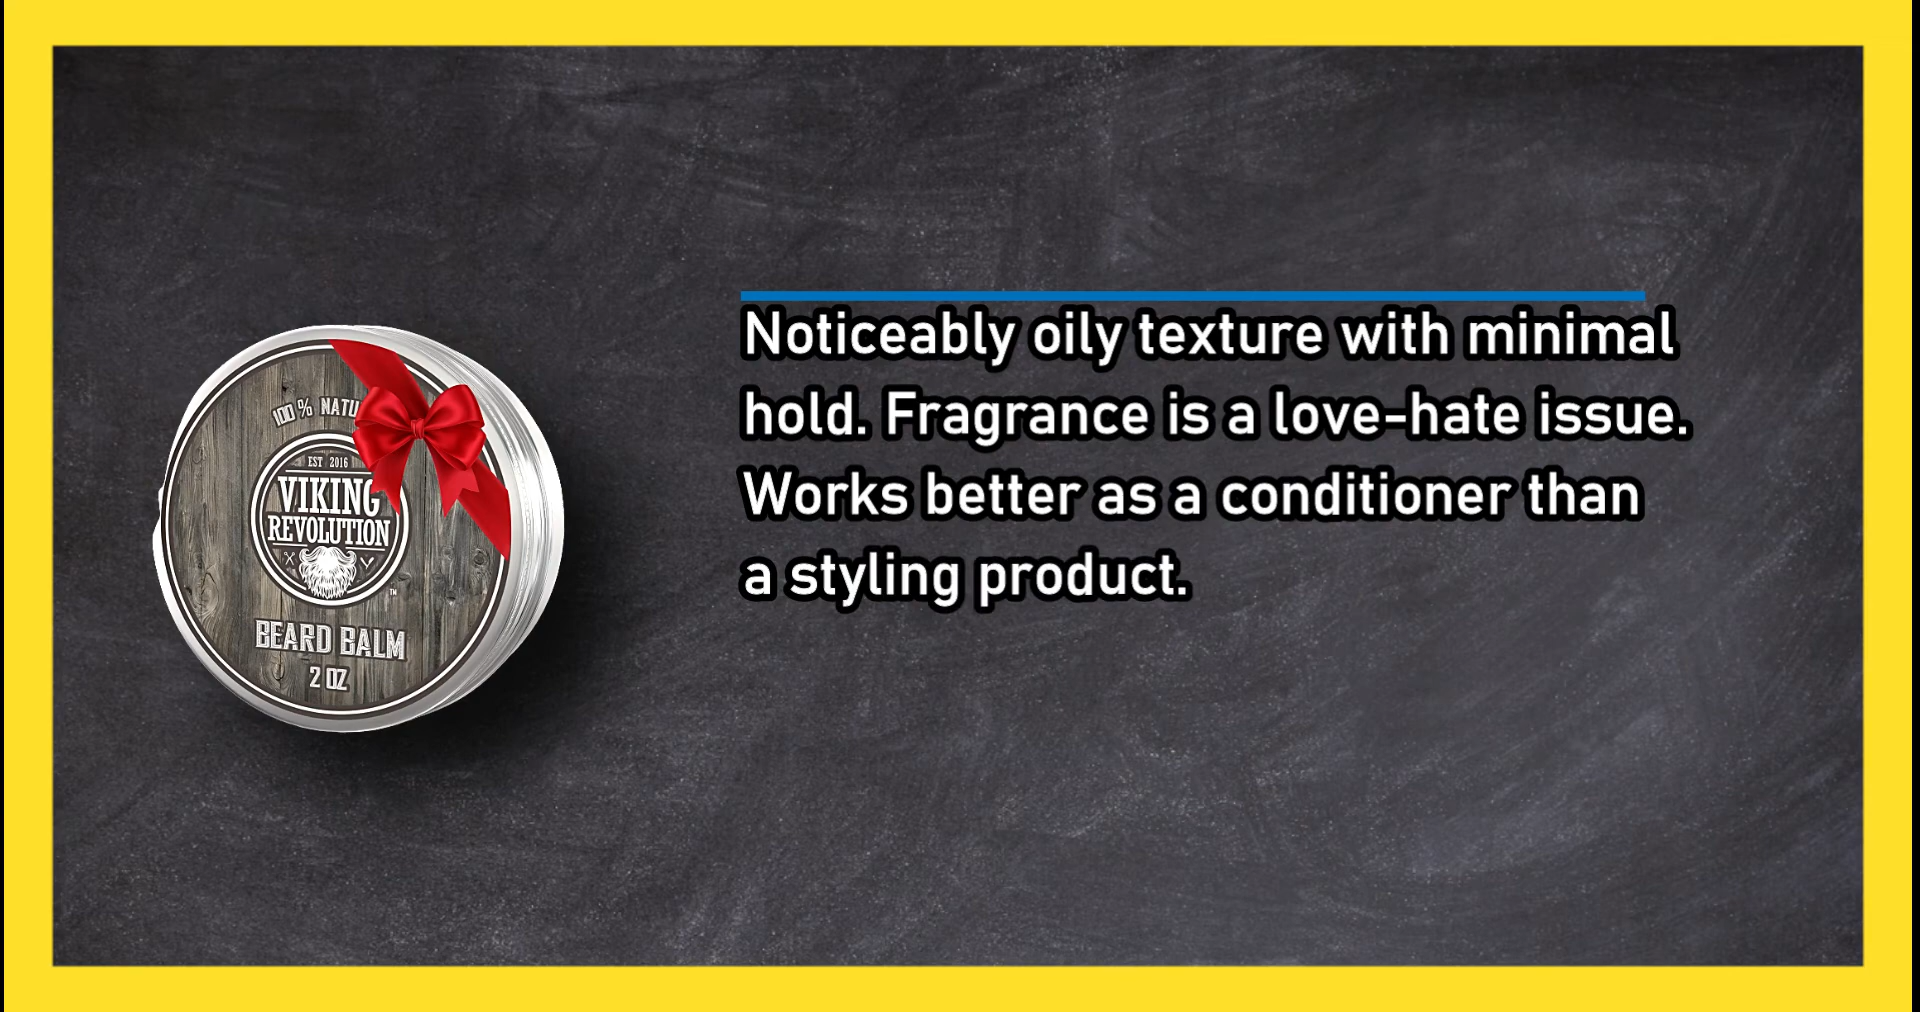 Noticeably oily texture with minimal
hold. Fragrance is a love-hate issue.
Works better as a conditioner than
a styling product.
100%
EST 2016
VIKING
REVOLUTION
TM
BEARD BALM
2 OZ